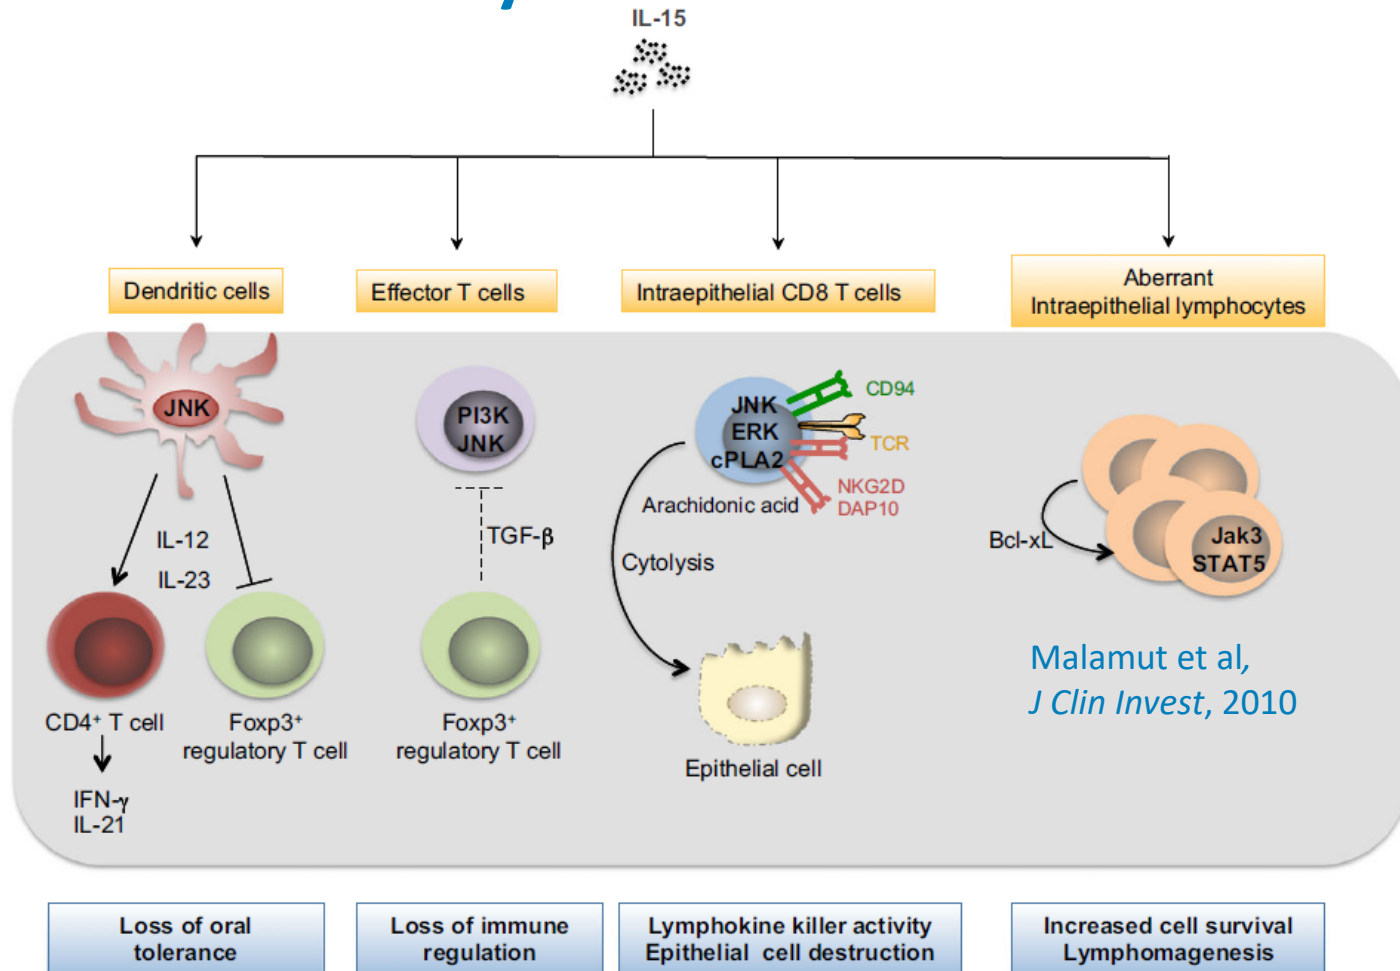 IL-15
Dendritic cells
Effector T cells
Intraepithelial CD8 T cells
Aberrant
Intraepithelial lymphocytes
JNK
IL-12
IL-23
CD4⁺ T cell
IFN-γ
IL-21
Foxp3⁺
regulatory T cell
PI3K
JNK
TGF-β
Foxp3⁺
regulatory T cell
JNK
ERK
cPLA2
CD94
TCR
NKG2D
DAP10
Arachidonic acid
Cytolysis
Epithelial cell
Bcl-xL
Jak3
STAT5
Malamut et al,
J Clin Invest, 2010
Loss of oral
tolerance
Loss of immune
regulation
Lymphokine killer activity
Epithelial cell destruction
Increased cell survival
Lymphomagenesis